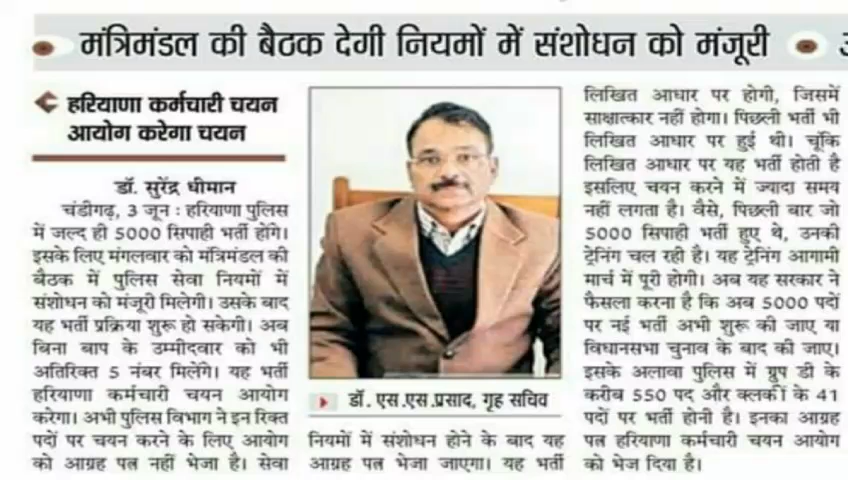 मंत्रिमंडल की बैठक देगी नियमों में संशोधन को मंजूरी
हरियाणा कर्मचारी चयन
आयोग करेगा चयन
डॉ. सुरेंद्र धीमान
चंडीगढ़, 3 जून : हरियाणा पुलिस
में जल्द ही 5000 सिपाही भर्ती होंगे।
इसके लिए मंगलवार को मंत्रिमंडल की
बैठक में पुलिस सेवा नियमों में
संशोधन को मंजूरी मिलेगी। उसके बाद
यह भर्ती प्रक्रिया शुरू हो सकेगी। अब
बिना बाप के उम्मीदवार को भी
अतिरिक्त 5 नंबर मिलेंगे। यह भर्ती
हरियाणा कर्मचारी चयन आयोग
करेगा। अभी पुलिस विभाग ने इन रिक्त
पदों पर चयन करने के लिए आयोग
को आग्रह पत्र नहीं भेजा है। सेवा
डॉ. एस.एस.प्रसाद, गृह सचिव
नियमों में संशोधन होने के बाद यह
आग्रह पत्र भेजा जाएगा। यह भर्ती
लिखित आधार पर होगी, जिसमें
साक्षात्कार नहीं होगा। पिछली भर्ती भी
लिखित आधार पर हुई थी। चूंकि
लिखित आधार पर यह भर्ती होती है
इसलिए चयन करने में ज्यादा समय
नहीं लगता है। वैसे, पिछली बार जो
5000 सिपाही भर्ती हुए थे, उनकी
ट्रेनिंग चल रही है। यह ट्रेनिंग आगामी
मार्च में पूरी होगी। अब यह सरकार ने
फैसला करना है कि अब 5000 पदों
पर नई भर्ती अभी शुरू की जाए या
विधानसभा चुनाव के बाद की जाए।
इसके अलावा पुलिस में ग्रुप डी के
करीब 550 पद और क्लर्कों के 41
पदों पर भर्ती होनी है। इनका आग्रह
पत्र हरियाणा कर्मचारी चयन आयोग
को भेज दिया है।